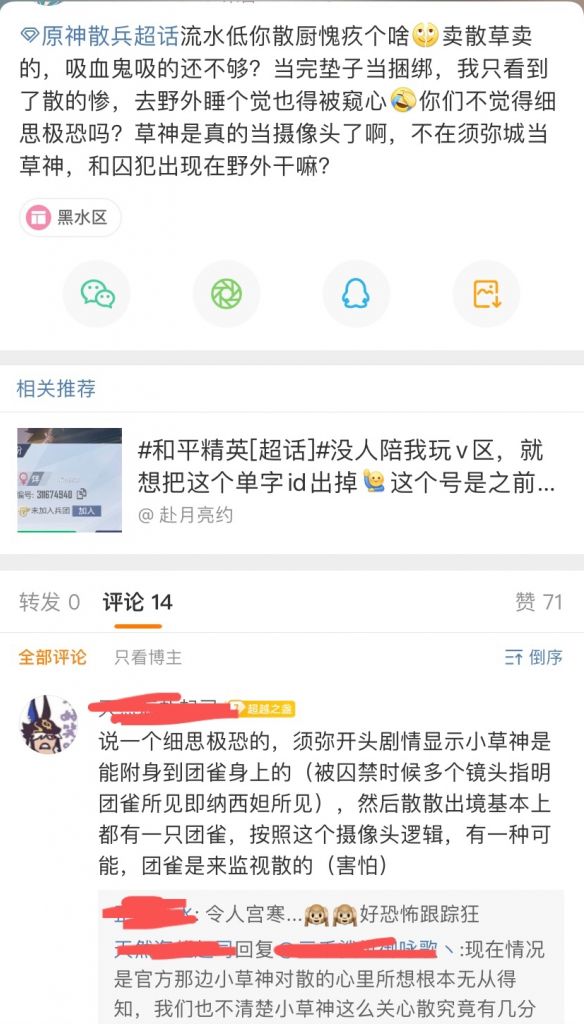 原神散兵超话流水低你散厨愧疚个啥卖散草卖
的，吸血鬼吸的还不够？当完垫子当捆绑，我只看到
了散的惨，去野外睡个觉也得被窥心你们不觉得细
思极恐吗？草神是真的当摄像头了啊，不在须弥城当
草神，和囚犯出现在野外干嘛？
黑水区
相关推荐
#和平精英[超话]#没人陪我玩v区，就
想把这个单字id出掉这个号是之前...
@ 赴月亮约
编号: 311674940
未加入兵团 加入
转发 0 评论 14 赞 71
全部评论 只看博主 倒序
超越之盏
说一个细思极恐的，须弥开头剧情显示小草神是
能附身到团雀身上的（被囚禁时候多个镜头指明
团雀所见即纳西妲所见），然后散散出境基本上
都有一只团雀，按照这个摄像头逻辑，有一种可
能，团雀是来监视散的（害怕）
: 令人宫寒...好恐怖跟踪狂
回复 咏歌丶:现在情况
是官方那边小草神对散的心里所想根本无从得
知，我们也不清楚小草神这么关心散究竟有几分